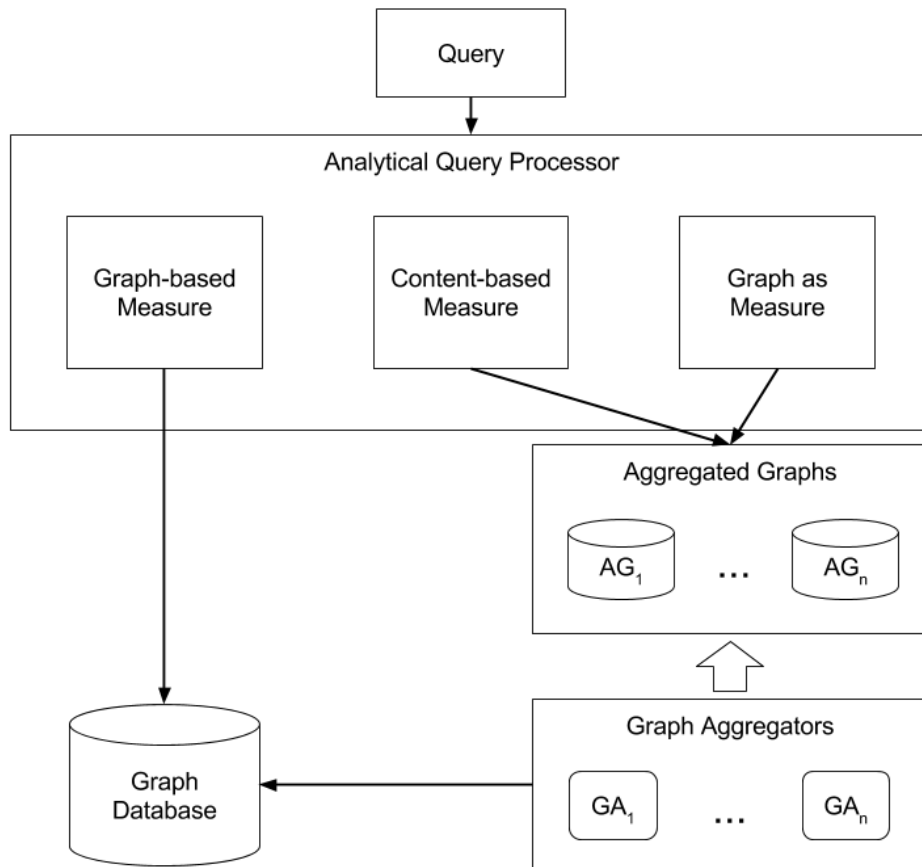 Query
Analytical Query Processor
Graph-based
Measure
Content-based
Measure
Graph as
Measure
Aggregated Graphs
AG₁ ... AGₙ
Graph Aggregators
GA₁ ... GAₙ
Graph
Database